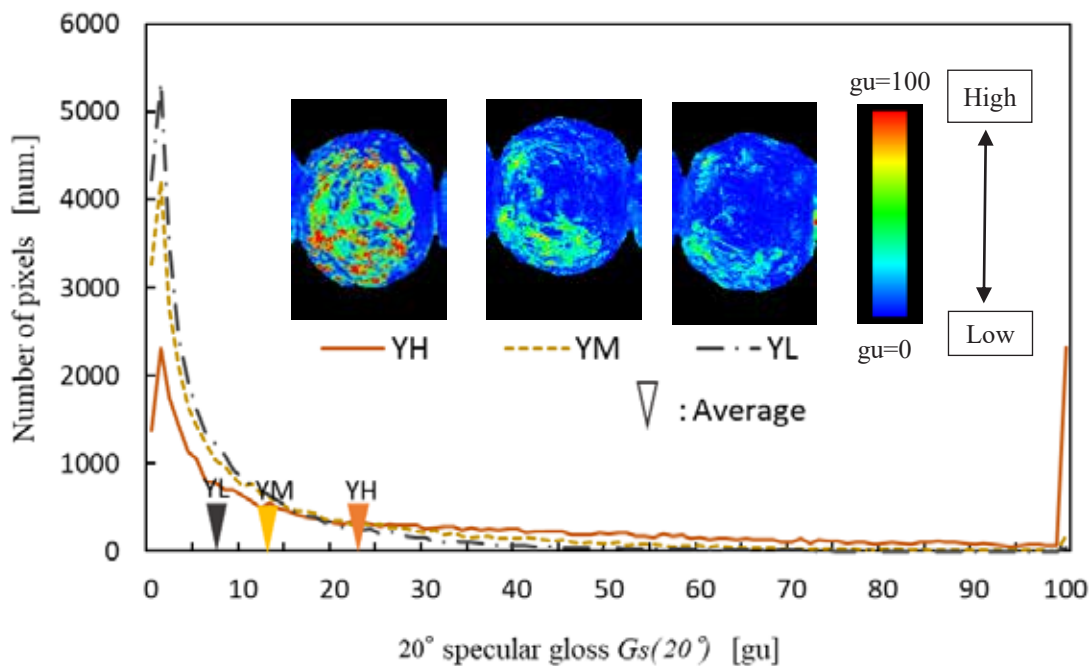 6000
5000
4000
3000
2000
1000
0
Number of pixels [num.]
gu=100
High
Low
gu=0
YH
YM
YL
: Average
YL
YM
YH
0 10 20 30 40 50 60 70 80 90 100
20° specular gloss Gs(20°) [gu]